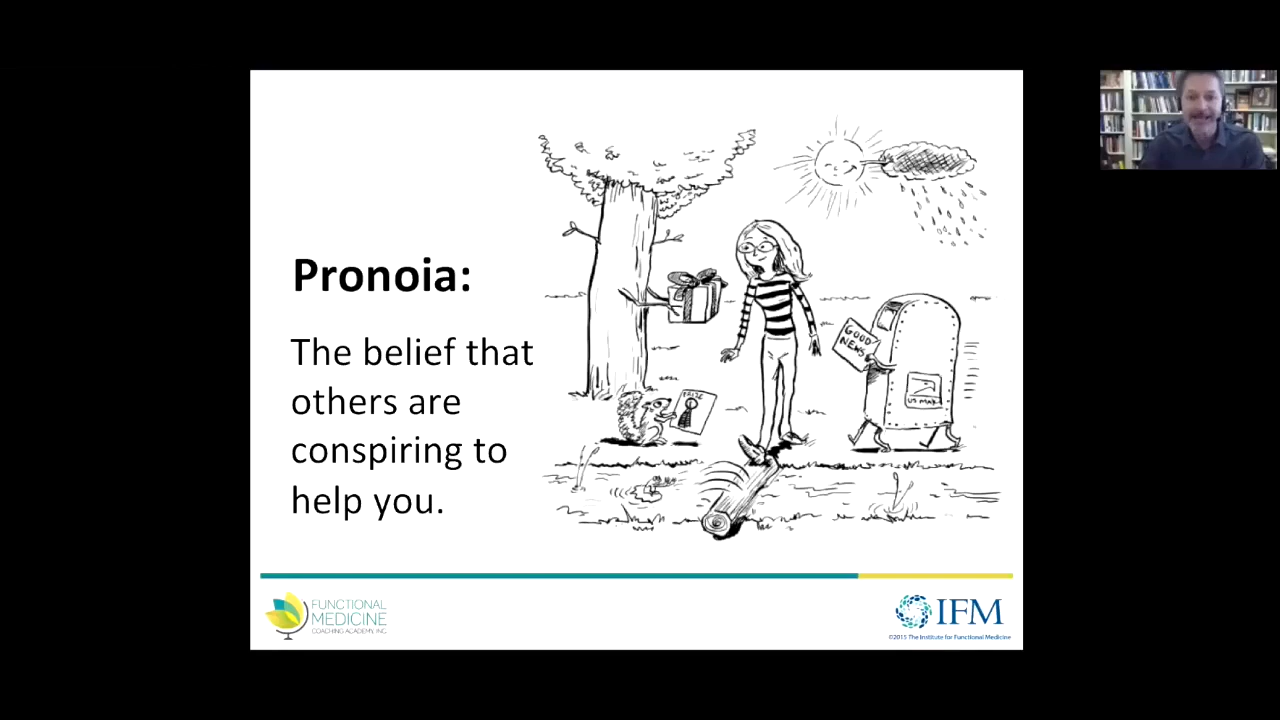 Pronoia:
The belief that
others are
conspiring to
help you.
GOOD
NEWS
PRIZE
US MAIL
FUNCTIONAL
MEDICINE
COACHING ACADEMY, INC.
IFM
©2015 The Institute for Functional Medicine